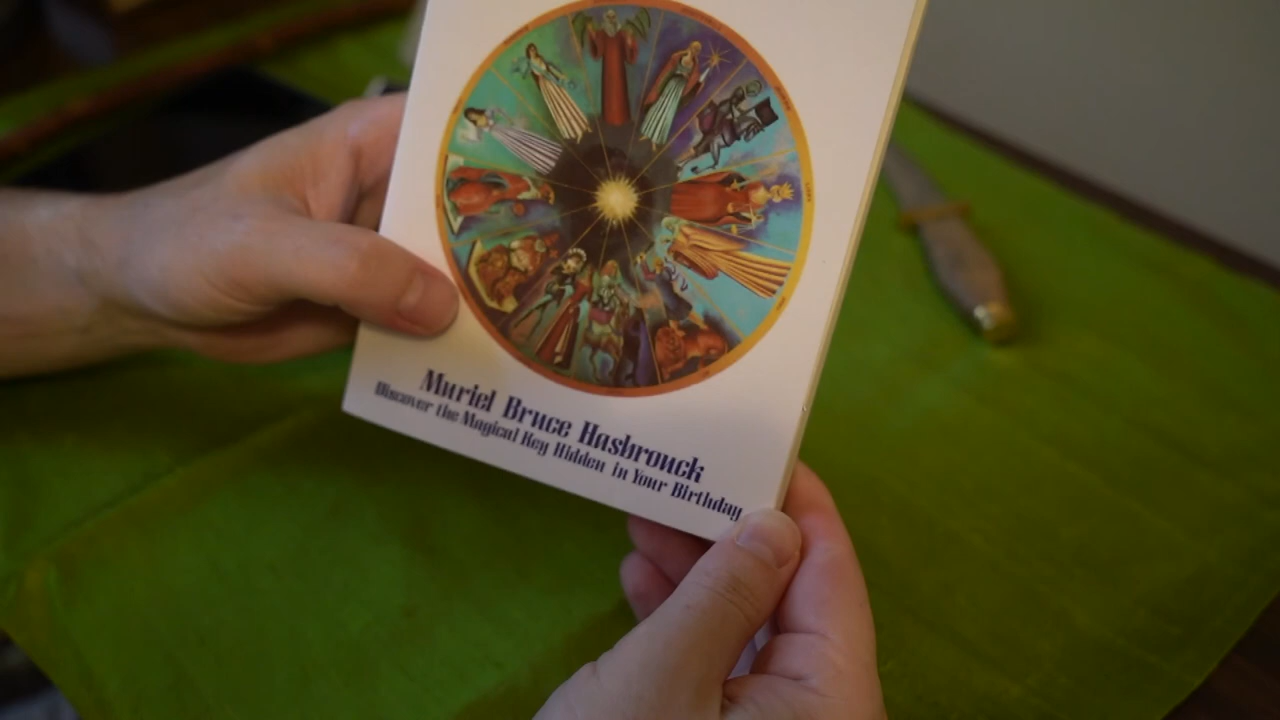 Muriel Bruce Hasbrouck
Discover the Magical Key Hidden in Your Birthday